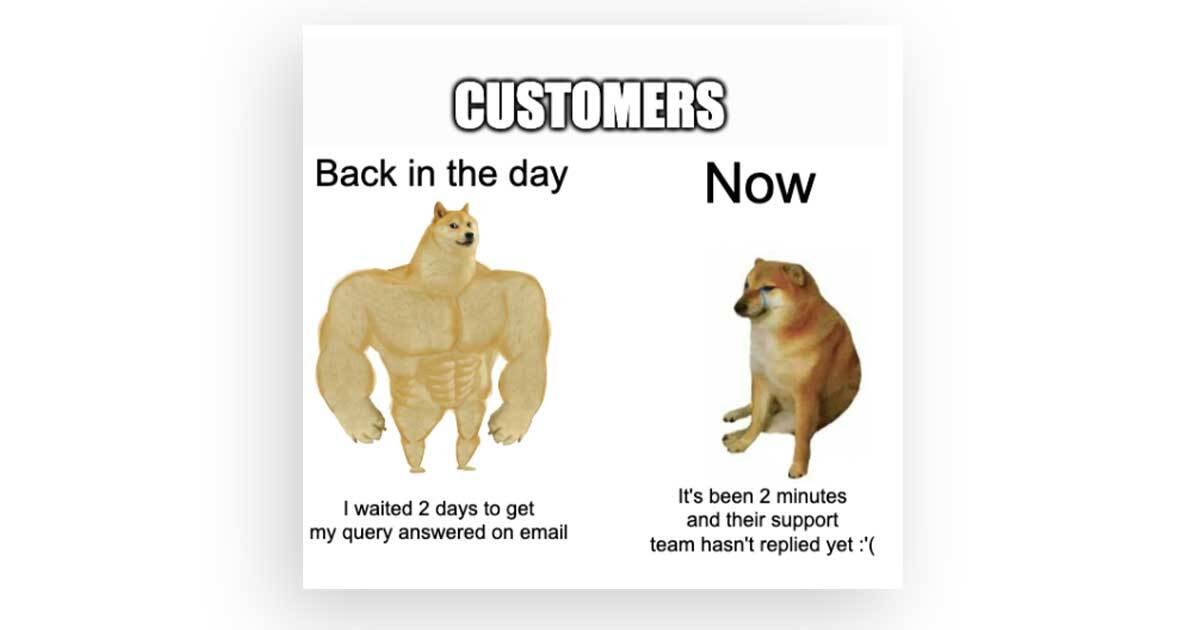 CUSTOMERS
Back in the day
Now
I waited 2 days to get
my query answered on email
It's been 2 minutes
and their support
team hasn't replied yet :'(